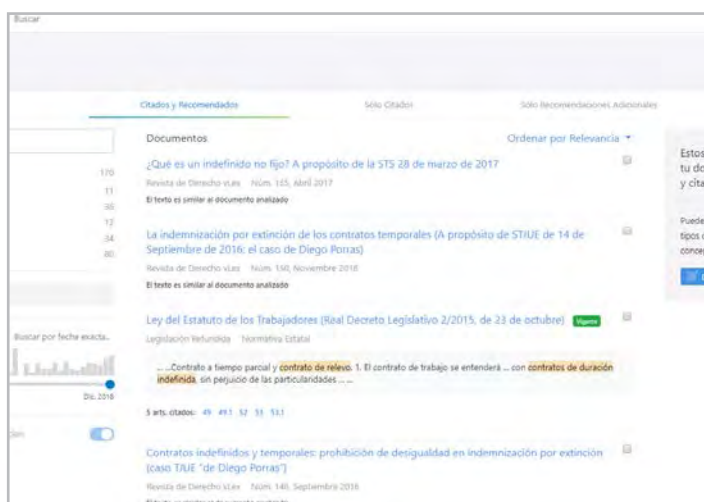 Buscar
Citados y Recomendados
Sólo Citados
Sólo Recomendaciones Adicionales
Documentos
Ordenar por Relevancia
¿Qué es un indefinido no fijo? A propósito de la STS 28 de marzo de 2017
Revista de Derecho vLex Núm. 155, Abril 2017
El texto es similar al documento analizado
La indemnización por extinción de los contratos temporales (A propósito de STJUE de 14 de
Septiembre de 2016: el caso de Diego Porras)
Revista de Derecho vLex Núm. 150, Noviembre 2016
El texto es similar al documento analizado
Ley del Estatuto de los Trabajadores (Real Decreto Legislativo 2/2015, de 23 de octubre) Vigente
Legislación Refundida Normativa Estatal
... ...Contrato a tiempo parcial y contrato de relevo. 1. El contrato de trabajo se entenderá ... con contratos de duración
indefinida, sin perjuicio de las particularidades ... ...
5 arts. citados: 49 49.1 52 53 53.1
Contratos indefinidos y temporales: prohibición de desigualdad en indemnización por extinción
(caso TJUE "de Diego Porras")
Revista de Derecho vLex Núm. 148, Septiembre 2016
170
11
12
34
80
Buscar por fecha exacta..
Dic. 2016
Estos
tu do
y cita
Puede
tipos
concep